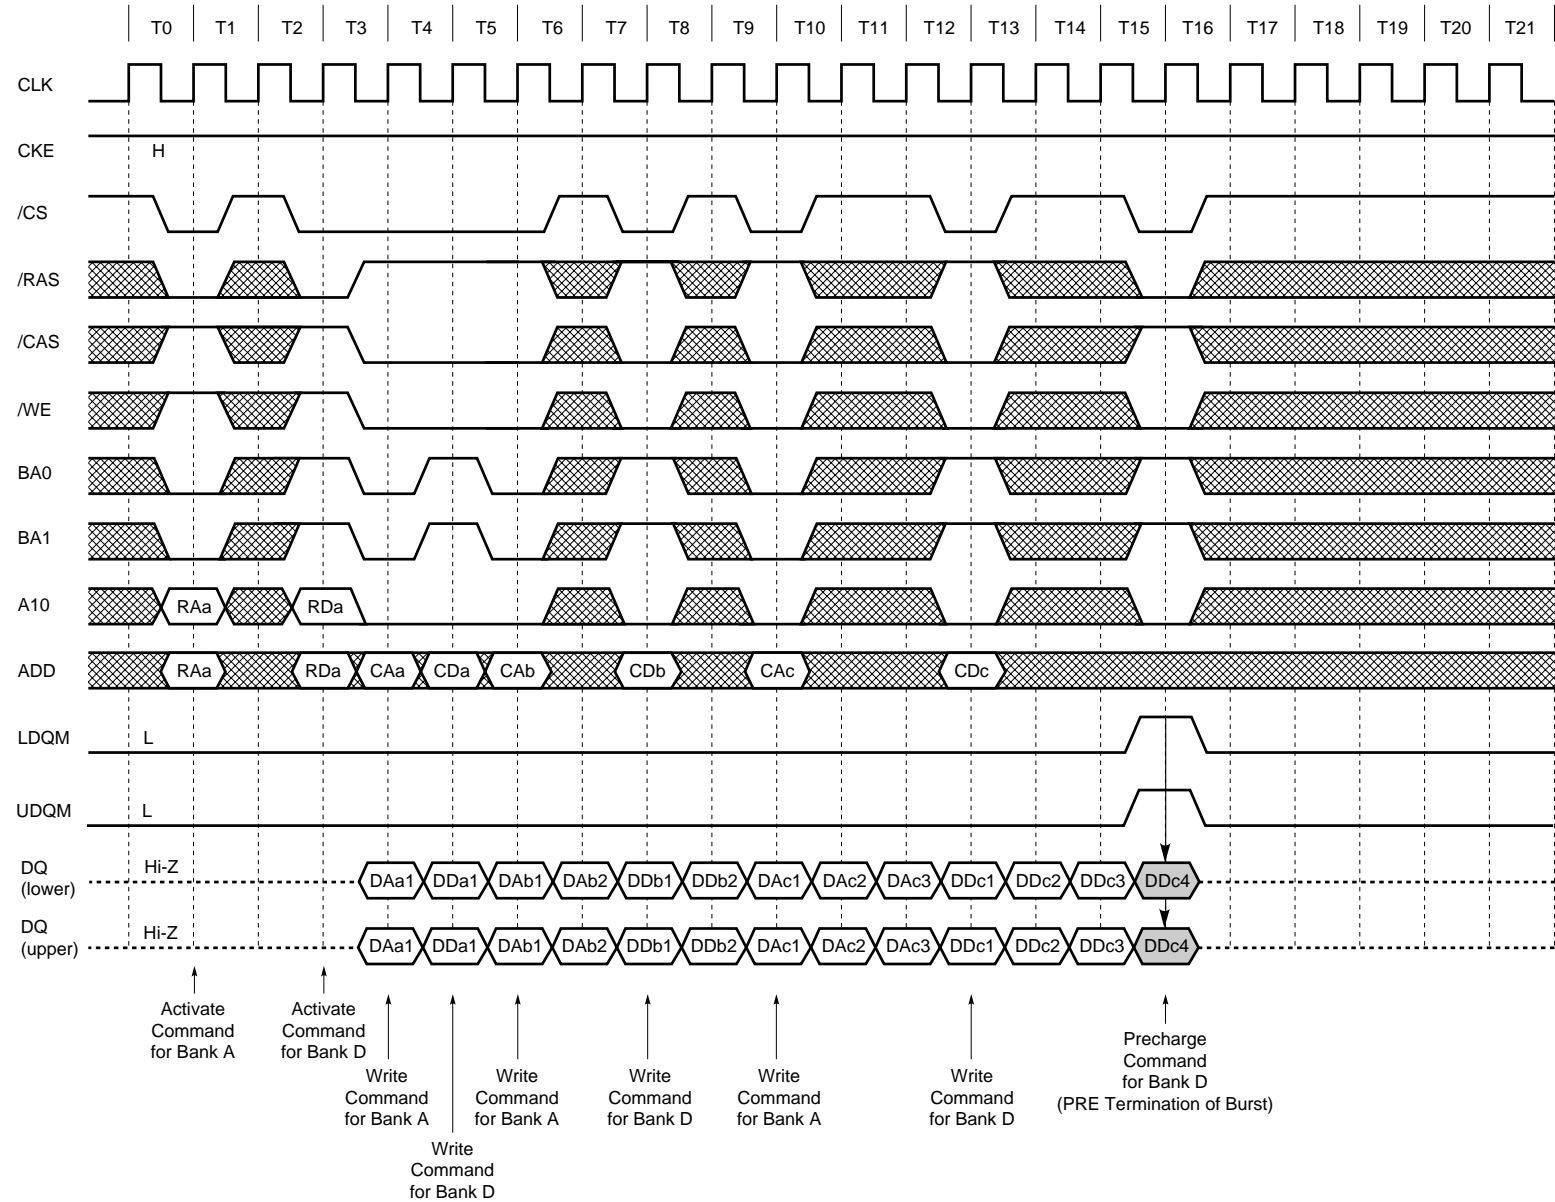 T0 T1 T2 T3 T4 T5 T6 T7 T8 T9 T10 T11 T12 T13 T14 T15 T16 T17 T18 T19 T20 T21
CLK
CKE H
/CS
/RAS
/CAS
/WE
BA0
BA1
A10 RAa RDa
ADD RAa RDa CAa CDa CAb CDb CAc CDc
LDQM L
UDQM L
DQ
(lower) Hi-Z DAa1 DDa1 DAb1 DAb2 DDb1 DDb2 DAc1 DAc2 DAc3 DDc1 DDc2 DDc3 DDc4
DQ
(upper) Hi-Z DAa1 DDa1 DAb1 DAb2 DDb1 DDb2 DAc1 DAc2 DAc3 DDc1 DDc2 DDc3 DDc4
Activate
Command
for Bank A
Activate
Command
for Bank D
Write
Command
for Bank A
Write
Command
for Bank D
Write
Command
for Bank A
Write
Command
for Bank D
Write
Command
for Bank A
Write
Command
for Bank D
Precharge
Command
for Bank D
(PRE Termination of Burst)